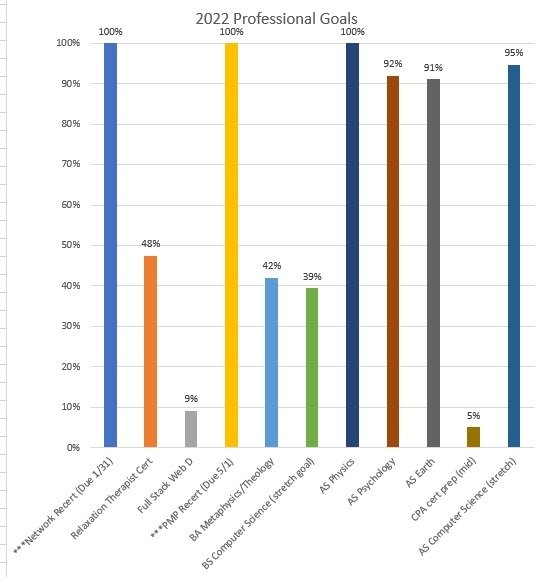 2022 Professional Goals
100%
100%
100%
100%
95%
92%
91%
90%
80%
70%
60%
50%
48%
42%
39%
40%
30%
20%
10%
9%
5%
0%
***Network Recert (Due 1/31)
Relaxation Therapist Cert
Full Stack Web D
***PMP Recert (Due 5/1)
BA Metaphysics/Theology
BS Computer Science (stretch goal)
AS Physics
AS Psychology
AS Earth
CPA cert prep (mid)
AS Computer Science (stretch)